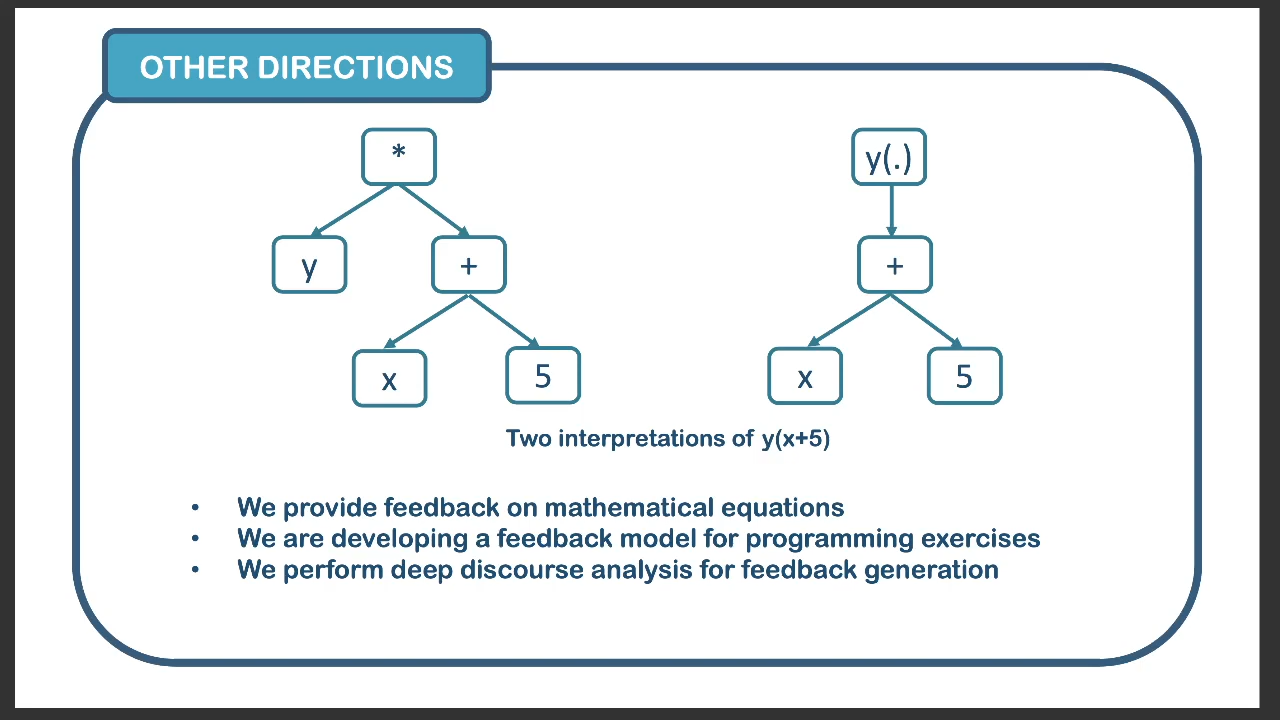 OTHER DIRECTIONS
* y(.)
y + +
x 5 x 5
Two interpretations of y(x+5)
• We provide feedback on mathematical equations
• We are developing a feedback model for programming exercises
• We perform deep discourse analysis for feedback generation